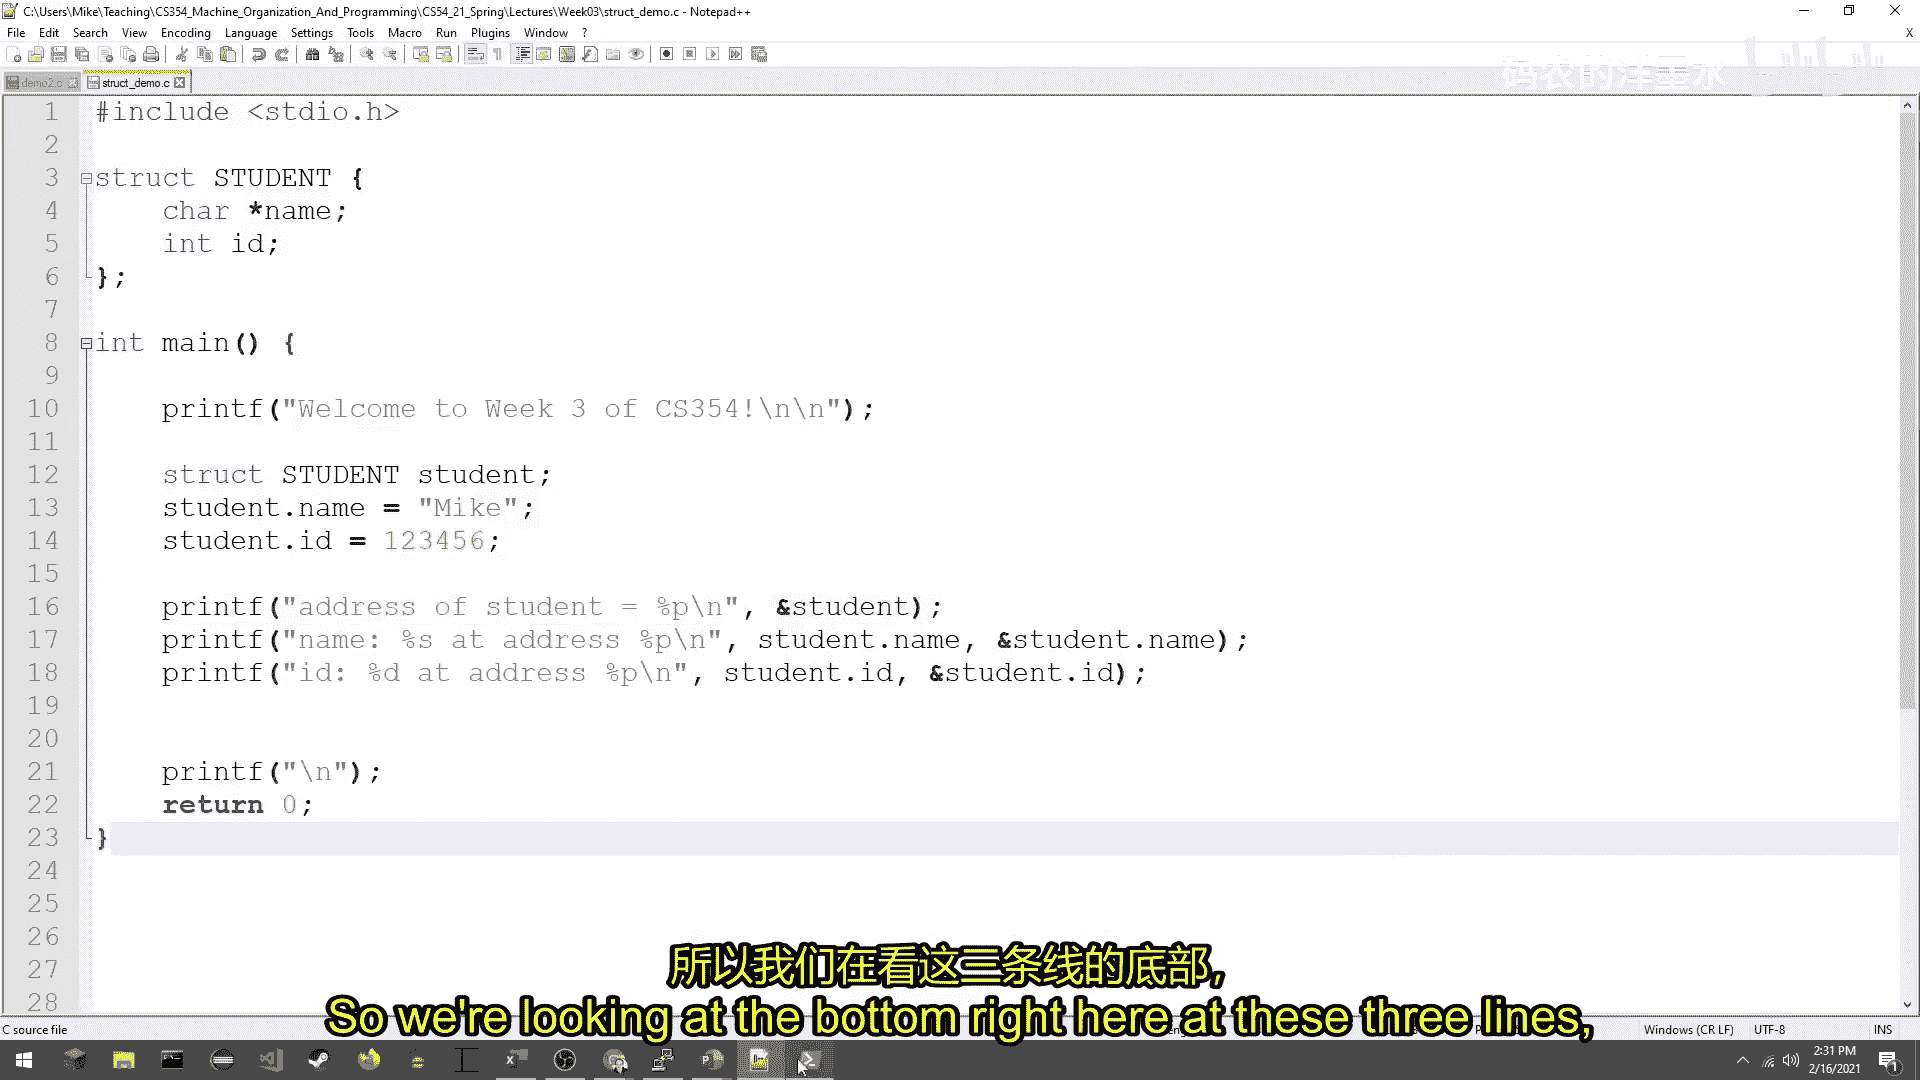 C:\Users\Mike\Teaching\CS354_Machine_Organization_And_Programming\CS54_21_Spring\Lectures\Week03\struct_demo.c - Notepad++
File Edit Search View Encoding Language Settings Tools Macro Run Plugins Window ? X
码农的洋墨水
demo2.c struct_demo.c
1 #include <stdio.h>
2
3 struct STUDENT {
4 char *name;
5 int id;
6 };
7
8 int main() {
9
10 printf("Welcome to Week 3 of CS354!\n\n");
11
12 struct STUDENT student;
13 student.name = "Mike";
14 student.id = 123456;
15
16 printf("address of student = %p\n", &student);
17 printf("name: %s at address %p\n", student.name, &student.name);
18 printf("id: %d at address %p\n", student.id, &student.id);
19
20
21 printf("\n");
22 return 0;
23 }
24
25
26
27
28
所以我们在看这三条线的底部,
So we're looking at the bottom right here at these three lines,
C source file Windows (CR LF) UTF-8 INS
2:31 PM
2/16/2021